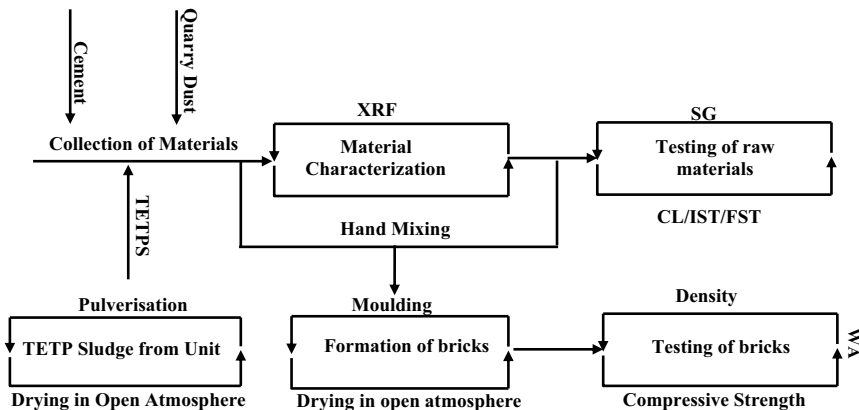 Cement
Quarry Dust
XRF
SG
Collection of Materials
Material
Characterization
Testing of raw
materials
TETPS
CL/IST/FST
Hand Mixing
Pulverisation
Moulding
Density
TETP Sludge from Unit
Formation of bricks
Testing of bricks
WA
Drying in Open Atmosphere
Drying in open atmosphere
Compressive Strength